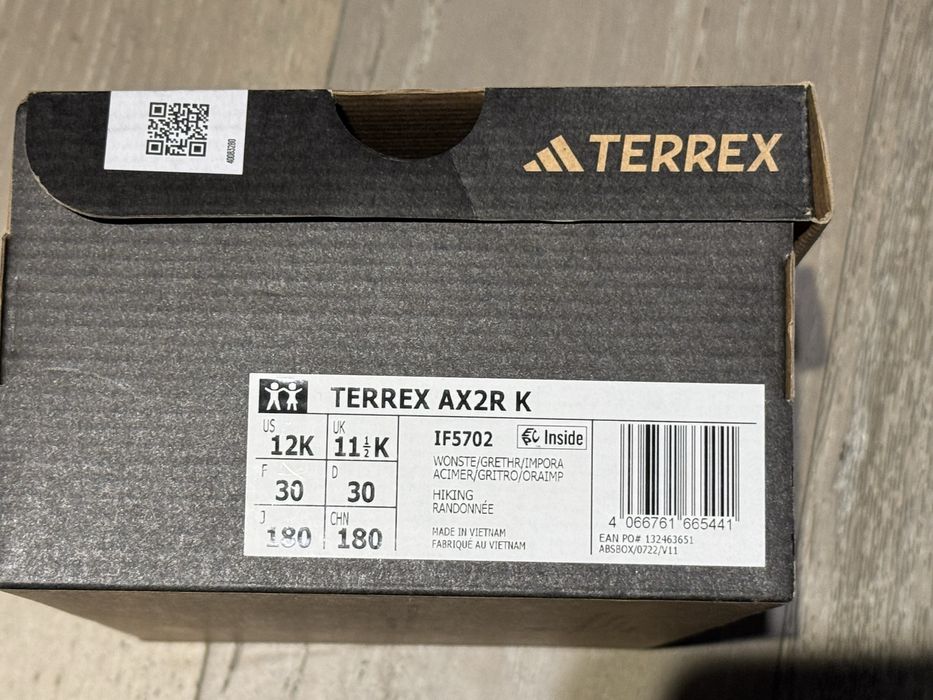 40083280
TERREX
TERREX AX2R K
US
12K
UK
11½K
F
30
D
30
J
180
CHN
180
IF5702
Inside
WONSTE/GRETHR/IMPORA
ACIMER/GRITRO/ORAIMP
HIKING
RANDONNÉE
MADE IN VIETNAM
FABRIQUÉ AU VIETNAM
4 066761 665441
EAN PO# 132463651
ABSBOX/0722/V11